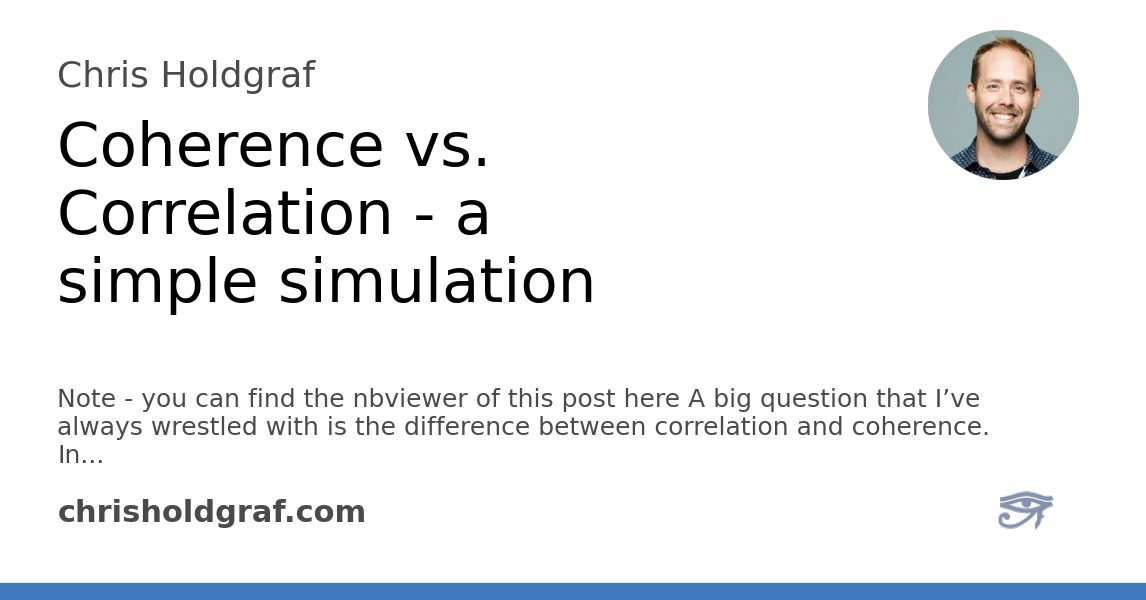 Chris Holdgraf
Coherence vs.
Correlation - a
simple simulation
Note - you can find the nbviewer of this post here A big question that I’ve
always wrestled with is the difference between correlation and coherence.
In...
chrisholdgraf.com